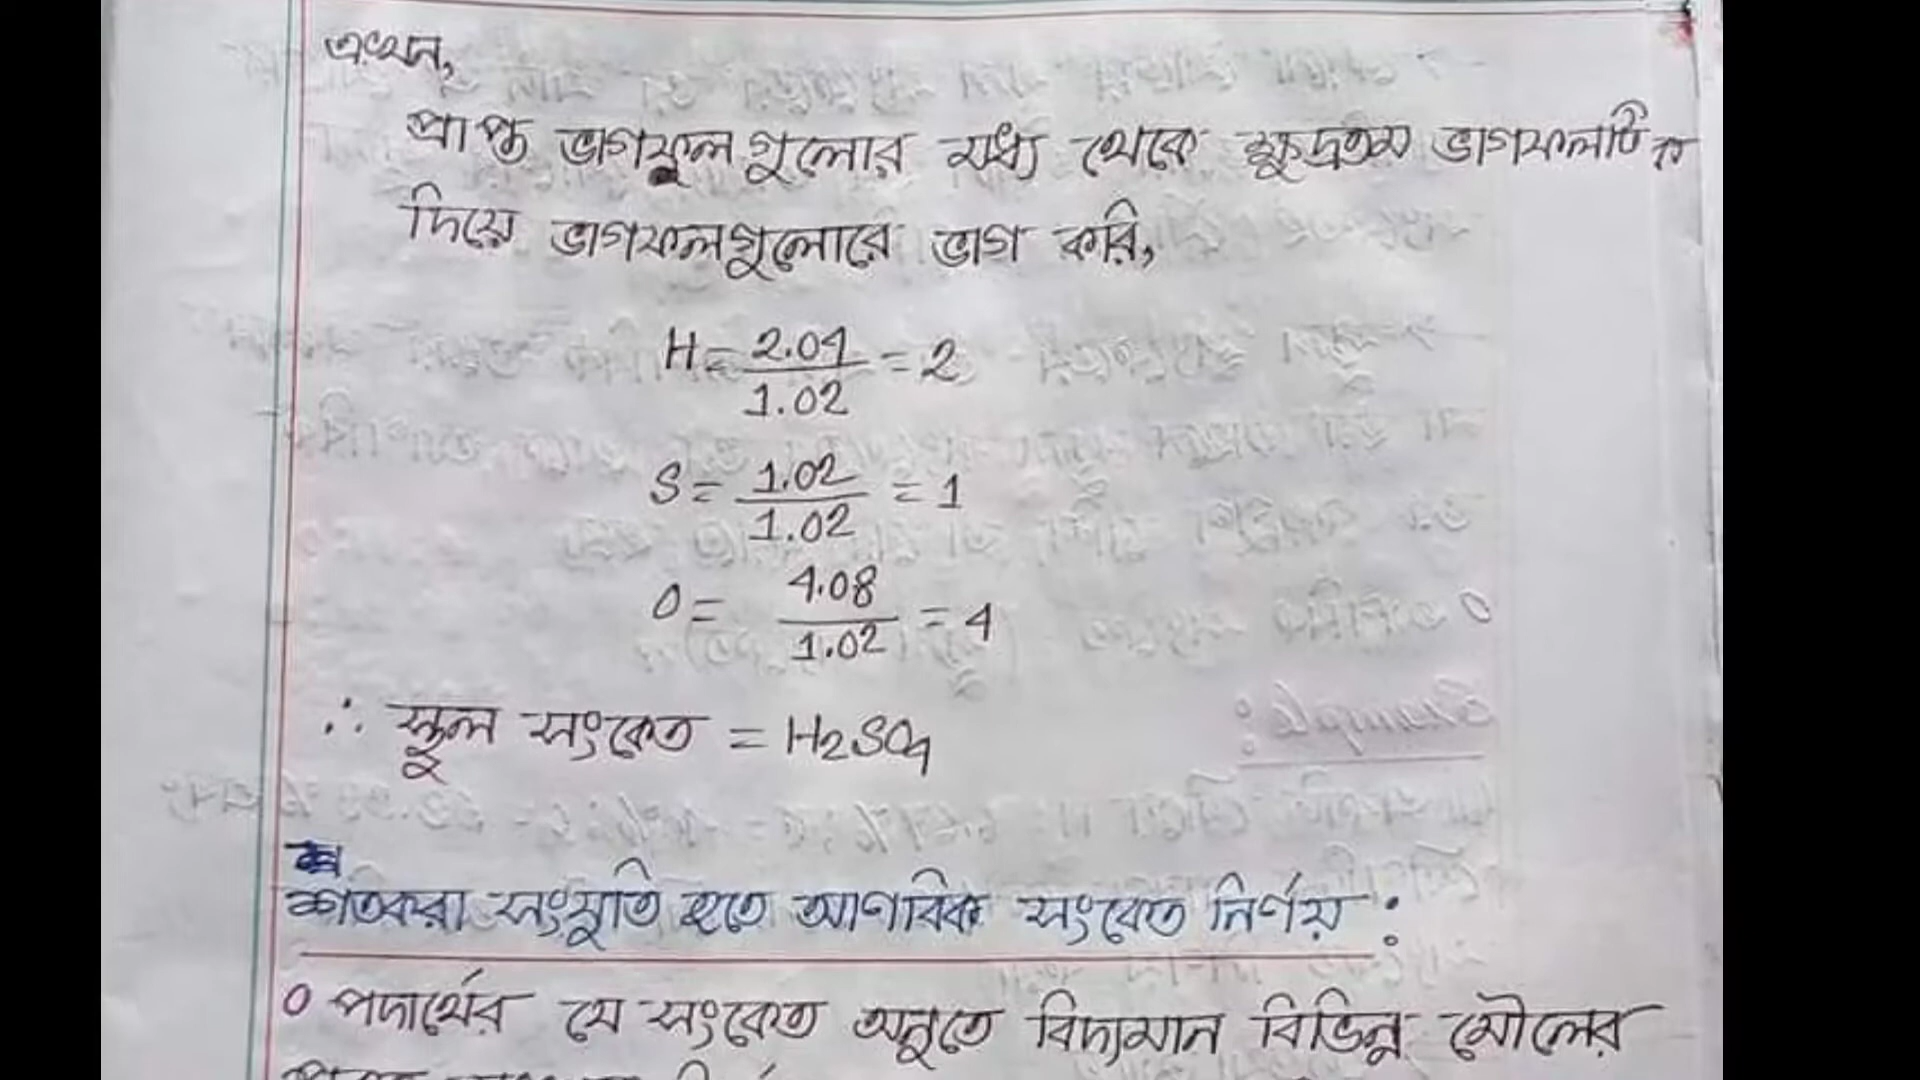 এখন,
প্রাপ্ত ভাগফলগুলোর মধ্য থেকে ক্ষুদ্রতম ভাগফলটি
দিয়ে ভাগফলগুলোরে ভাগ করি,
H = 2.04/1.02 = 2
S = 1.02/1.02 = 1
O = 4.08/1.02 = 4
∴ স্থুল সংকেত = H₂SO₄
শতকরা সংযুতি হতে আণবিক সংকেত নির্ণয় :
০ পদার্থের যে সংকেত অনুতে বিদ্যমান বিভিন্ন মৌলের